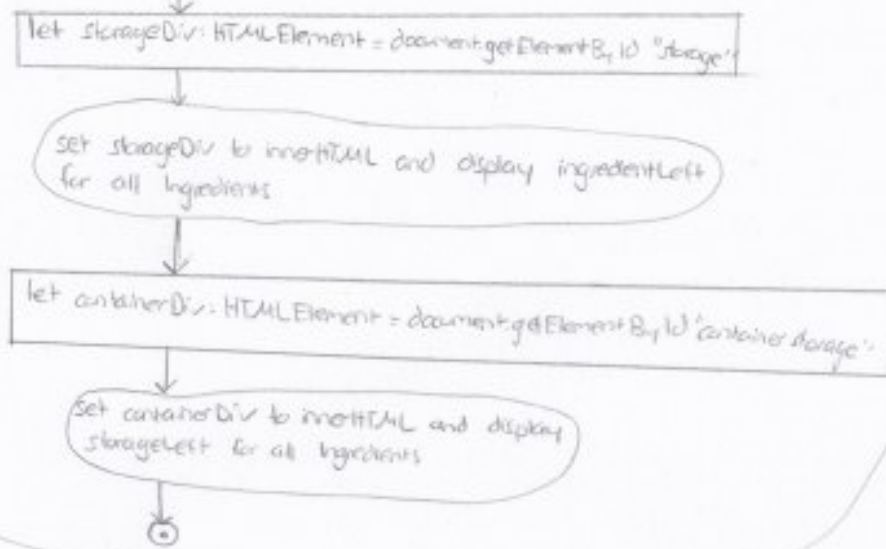 let storageDiv: HTMLElement = document.getElementById "storage"
set storageDiv to innerHTML and display ingredientLeft
for all Ingredients
let containerDiv: HTMLElement = document.getElementById "container storage"
set containerDiv to innerHTML and display
storageLeft for all Ingredients